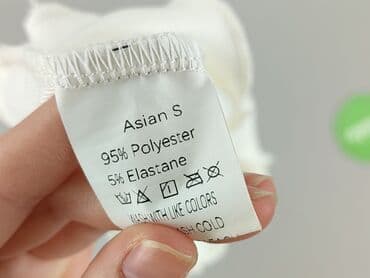 Asian S
95% Polyester
5% Elastane
WASH WITH LIKE COLORS
COLD